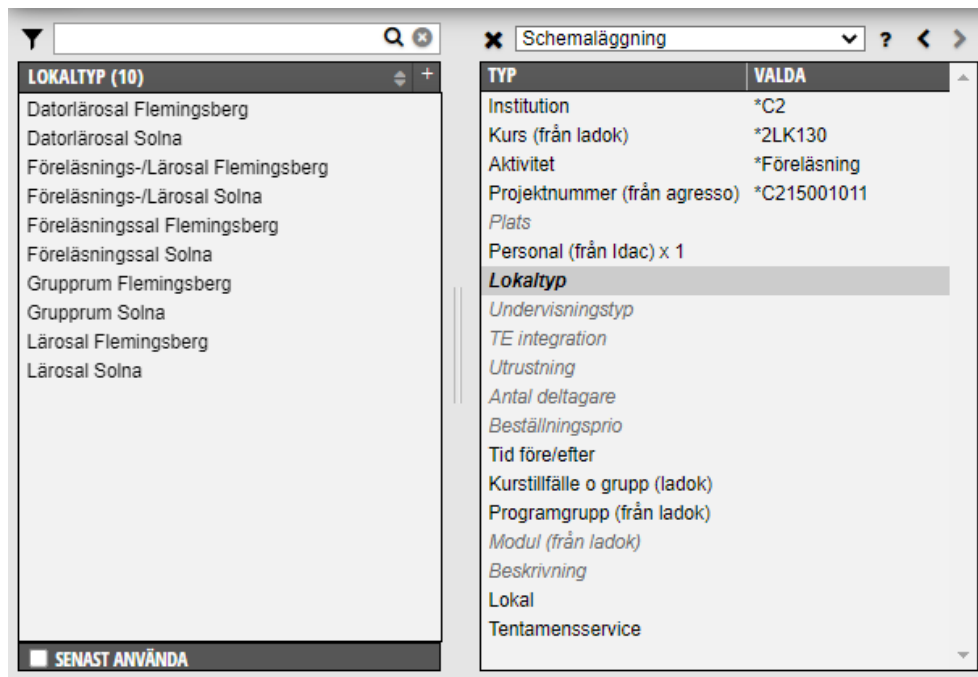 LOKALTYP (10) +
Datorlärosal Flemingsberg
Datorlärosal Solna
Föreläsnings-/Lärosal Flemingsberg
Föreläsnings-/Lärosal Solna
Föreläsningssal Flemingsberg
Föreläsningssal Solna
Grupprum Flemingsberg
Grupprum Solna
Lärosal Flemingsberg
Lärosal Solna
SENAST ANVÄNDA
Schemaläggning ?
TYP VALDA
Institution *C2
Kurs (från ladok) *2LK130
Aktivitet *Föreläsning
Projektnummer (från agresso) *C215001011
Plats
Personal (från Idac) x 1
Lokaltyp
Undervisningstyp
TE integration
Utrustning
Antal deltagare
Beställningsprio
Tid före/efter
Kurstillfälle o grupp (ladok)
Programgrupp (från ladok)
Modul (från ladok)
Beskrivning
Lokal
Tentamensservice